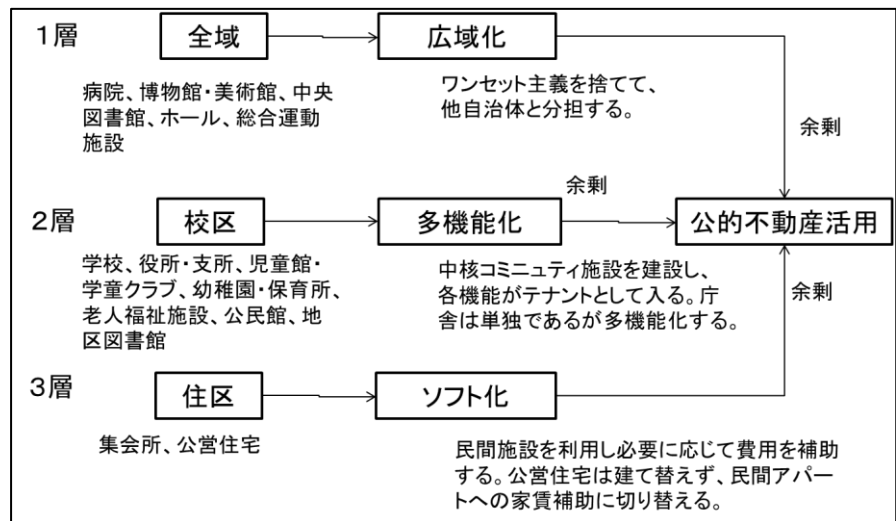 1層
全域
広域化
病院、博物館・美術館、中央
図書館、ホール、総合運動
施設
ワンセット主義を捨てて、
他自治体と分担する。
余剰
2層
校区
多機能化
余剰
公的不動産活用
学校、役所・支所、児童館・
学童クラブ、幼稚園・保育所、
老人福祉施設、公民館、地
区図書館
中核コミニュティ施設を建設し、
各機能がテナントとして入る。庁
舎は単独であるが多機能化する。
余剰
3層
住区
ソフト化
集会所、公営住宅
民間施設を利用し必要に応じて費用を補助
する。公営住宅は建て替えず、民間アパー
トへの家賃補助に切り替える。